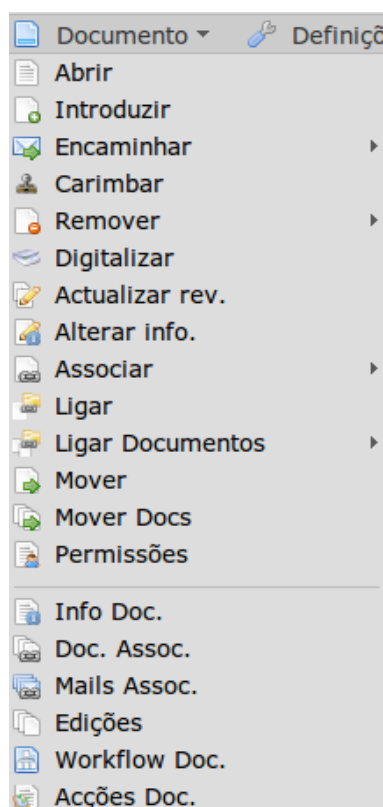 Documento Definiçõ
Abrir
Introduzir
Encaminhar
Carimbar
Remover
Digitalizar
Actualizar rev.
Alterar info.
Associar
Ligar
Ligar Documentos
Mover
Mover Docs
Permissões
Info Doc.
Doc. Assoc.
Mails Assoc.
Edições
Workflow Doc.
Acções Doc.